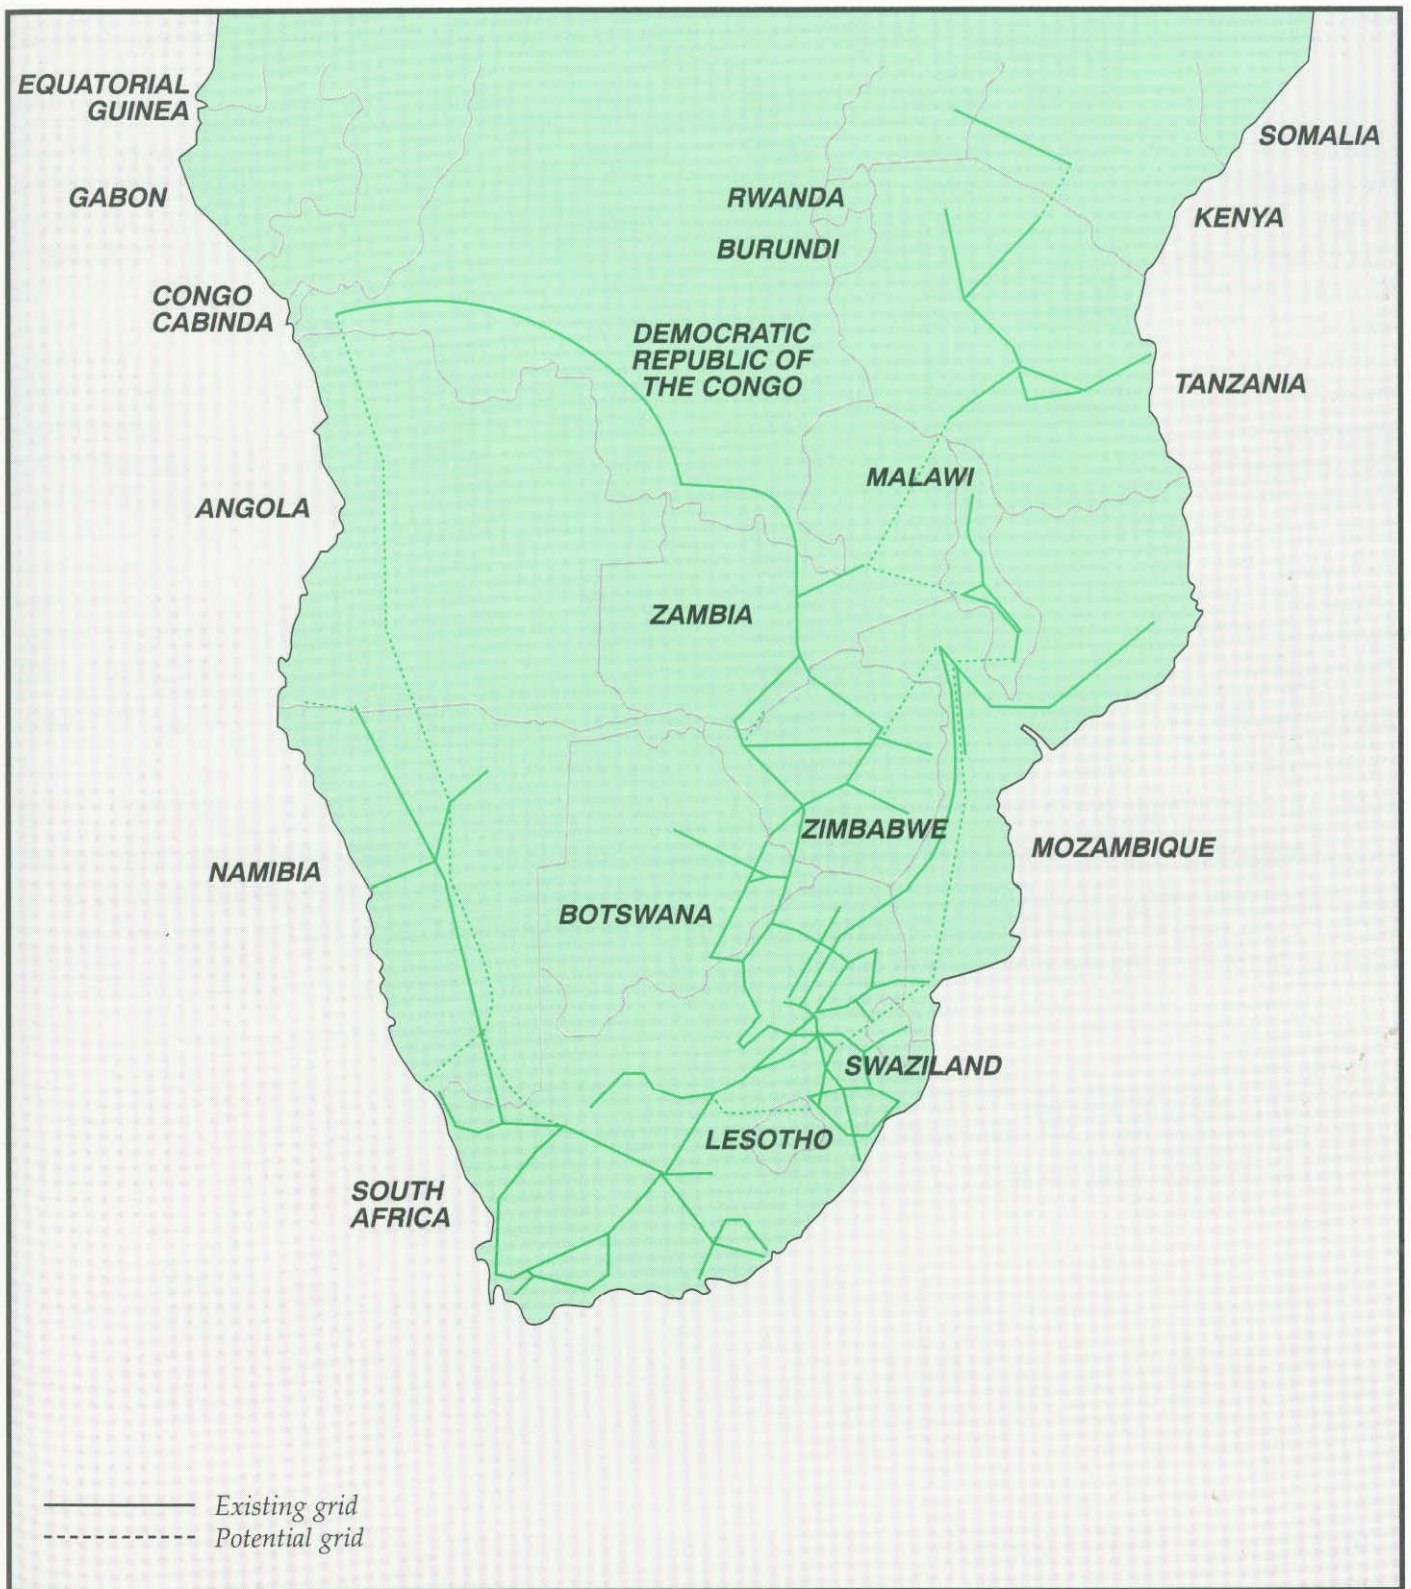 EQUATORIAL
GUINEA
SOMALIA
GABON
RWANDA
KENYA
BURUNDI
CONGO
CABINDA
DEMOCRATIC
REPUBLIC OF
THE CONGO
TANZANIA
MALAWI
ANGOLA
ZAMBIA
ZIMBABWE
MOZAMBIQUE
NAMIBIA
BOTSWANA
SWAZILAND
LESOTHO
SOUTH
AFRICA
Existing grid
Potential grid